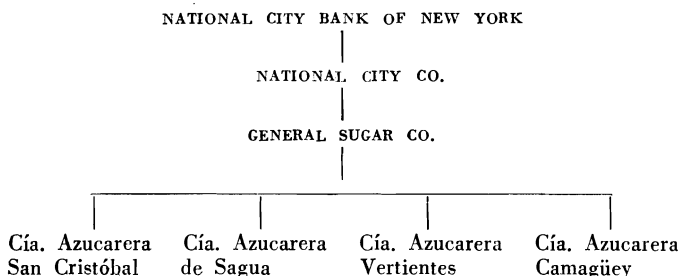 NATIONAL CITY BANK OF NEW YORK
NATIONAL CITY CO.
GENERAL SUGAR CO.
Cía. Azucarera San Cristóbal
Cía. Azucarera de Sagua
Cía. Azucarera Vertientes
Cía. Azucarera Camagüey